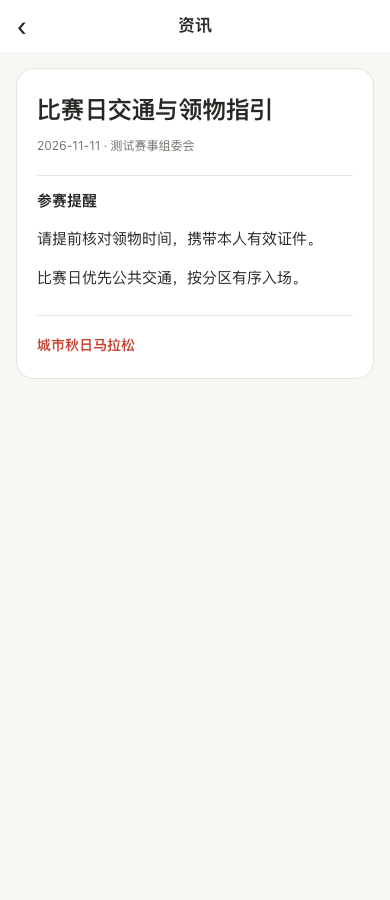 ‹ 资讯
比赛日交通与领物指引
2026-11-11 · 测试赛事组委会
参赛提醒
请提前核对领物时间，携带本人有效证件。
比赛日优先公共交通，按分区有序入场。
城市秋日马拉松